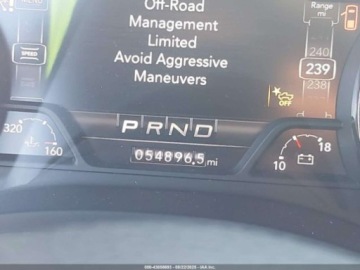 Off-Road
Management
Limited
Avoid Aggressive
Maneuvers
Range
mi
240
239
238
SPEED
OFF
P R N D
054896.5 mi
320
160
10
18